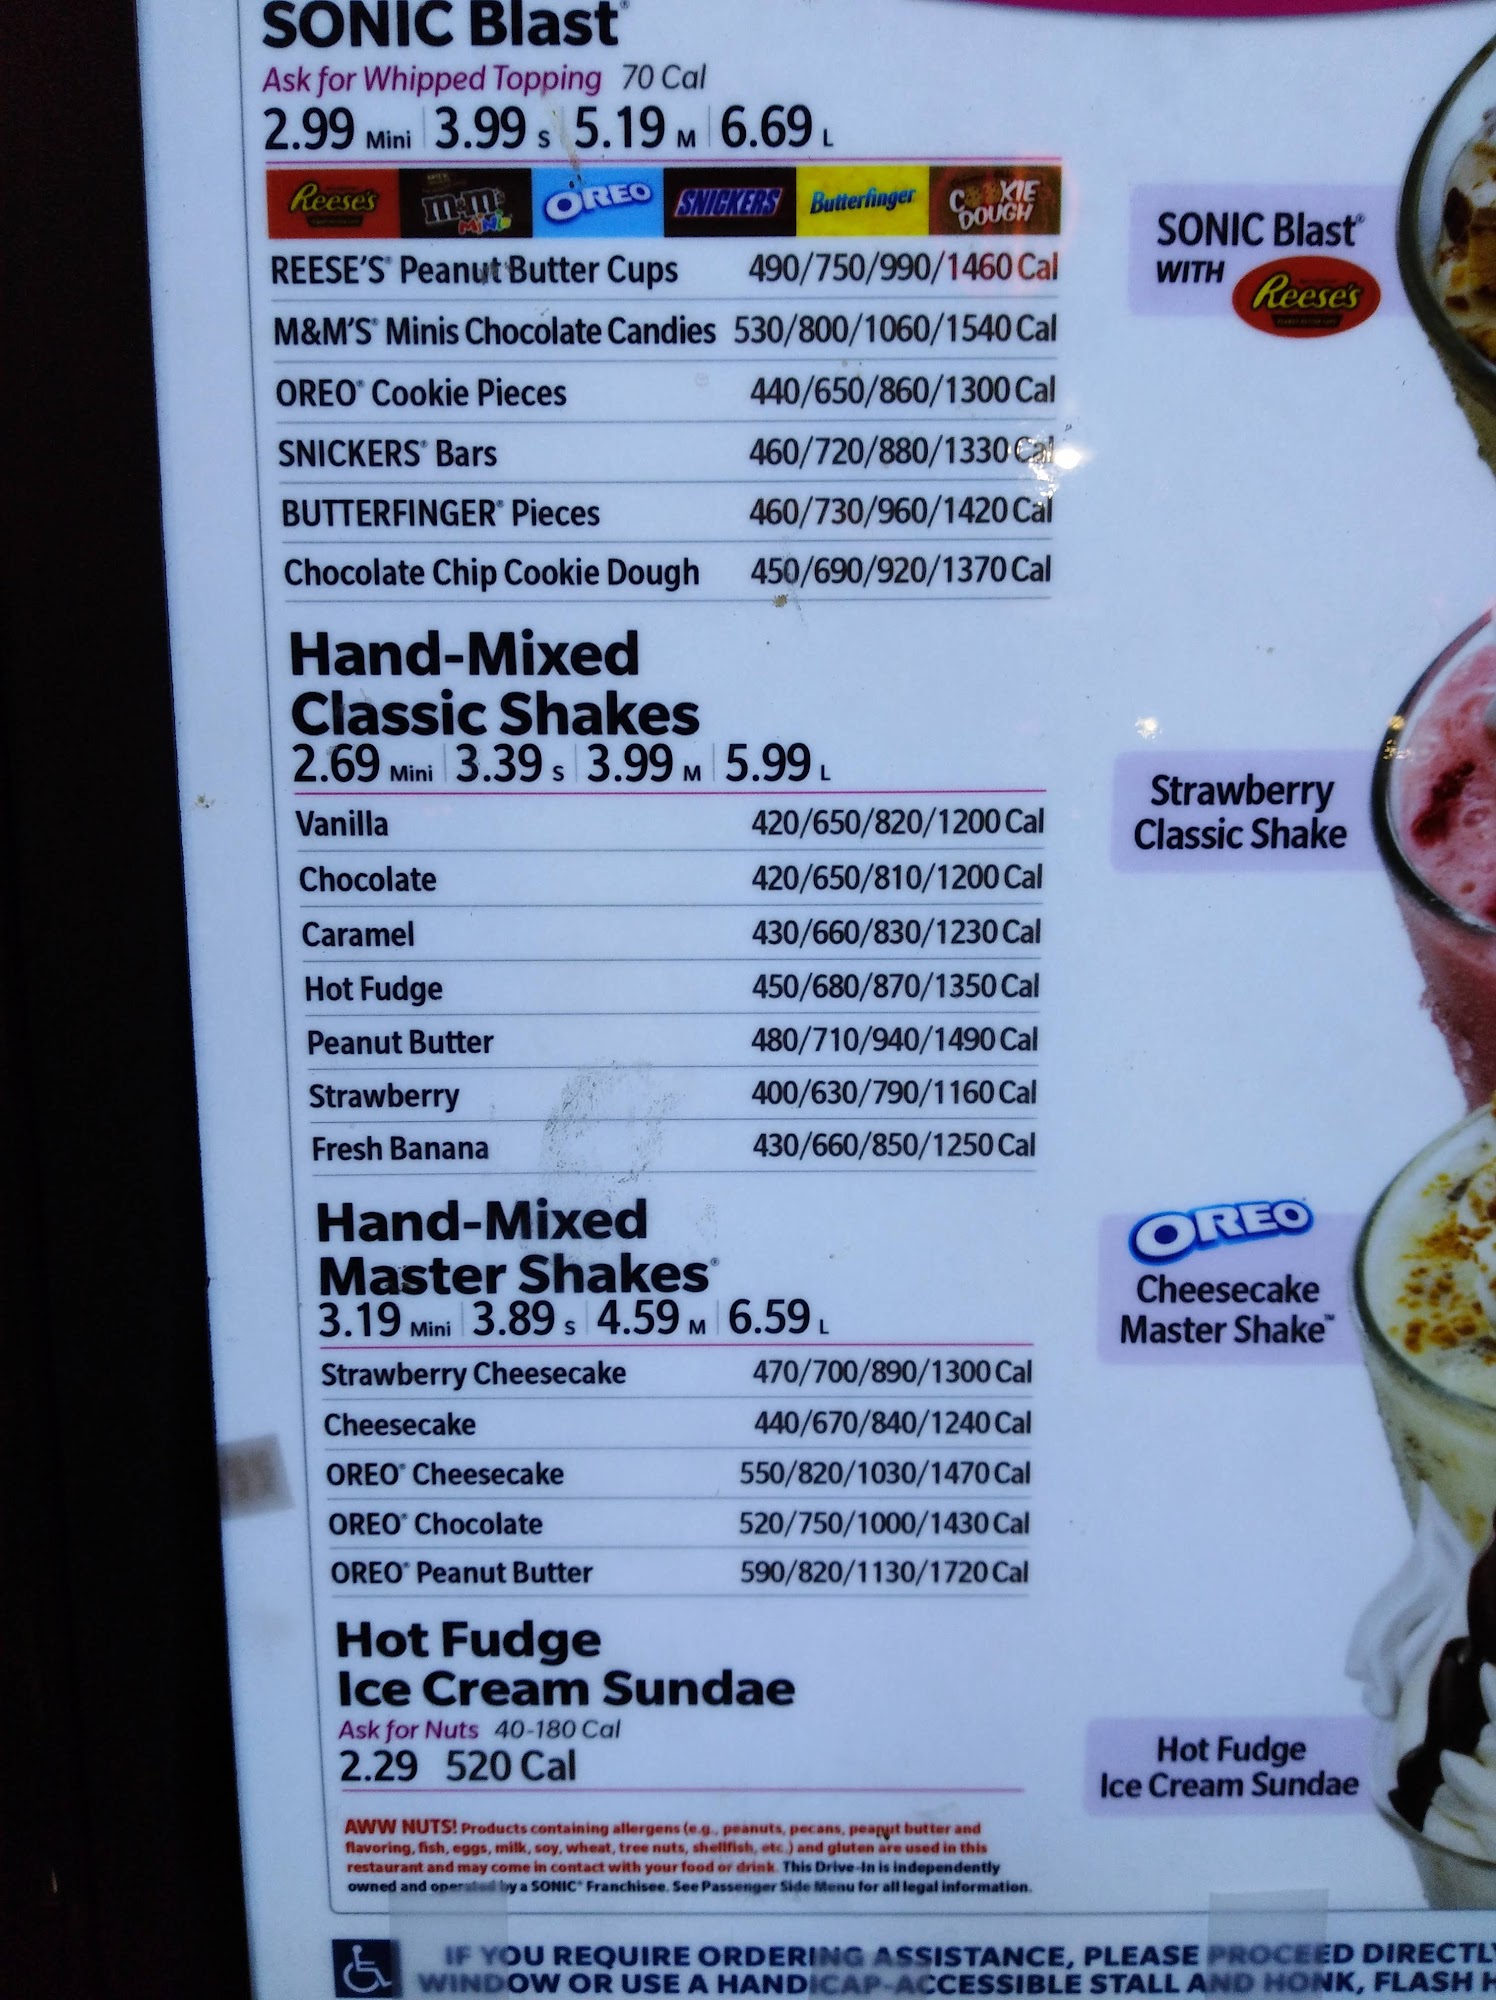 SONIC Blast®
Ask for Whipped Topping 70 Cal
2.99 Mini 3.99 S 5.19 M 6.69 L
Reese's m&m's MINIS OREO SNICKERS Butterfinger COOKIE DOUGH
REESE'S® Peanut Butter Cups 490/750/990/1460 Cal
M&M'S® Minis Chocolate Candies 530/800/1060/1540 Cal
OREO® Cookie Pieces 440/650/860/1300 Cal
SNICKERS® Bars 460/720/880/1330 Cal
BUTTERFINGER® Pieces 460/730/960/1420 Cal
Chocolate Chip Cookie Dough 450/690/920/1370 Cal
Hand-Mixed
Classic Shakes
2.69 Mini 3.39 S 3.99 M 5.99 L
Vanilla 420/650/820/1200 Cal
Chocolate 420/650/810/1200 Cal
Caramel 430/660/830/1230 Cal
Hot Fudge 450/680/870/1350 Cal
Peanut Butter 480/710/940/1490 Cal
Strawberry 400/630/790/1160 Cal
Fresh Banana 430/660/850/1250 Cal
Hand-Mixed
Master Shakes®
3.19 Mini 3.89 S 4.59 M 6.59 L
Strawberry Cheesecake 470/700/890/1300 Cal
Cheesecake 440/670/840/1240 Cal
OREO® Cheesecake 550/820/1030/1470 Cal
OREO® Chocolate 520/750/1000/1430 Cal
OREO® Peanut Butter 590/820/1130/1720 Cal
Hot Fudge
Ice Cream Sundae
Ask for Nuts 40-180 Cal
2.29 520 Cal
AWW NUTS! Products containing allergens (e.g., peanuts, pecans, peanut butter and
flavoring, fish, eggs, milk, soy, wheat, tree nuts, shellfish, etc.) and gluten are used in this
restaurant and may come in contact with your food or drink. This Drive-In is independently
owned and operated by a SONIC® Franchisee. See Passenger Side Menu for all legal information.
SONIC Blast®
WITH Reese's
Strawberry
Classic Shake
OREO
Cheesecake
Master Shake™
Hot Fudge
Ice Cream Sundae
IF YOU REQUIRE ORDERING ASSISTANCE, PLEASE PROCEED DIRECTL
WINDOW OR USE A HANDICAP-ACCESSIBLE STALL AND HONK, FLASH H